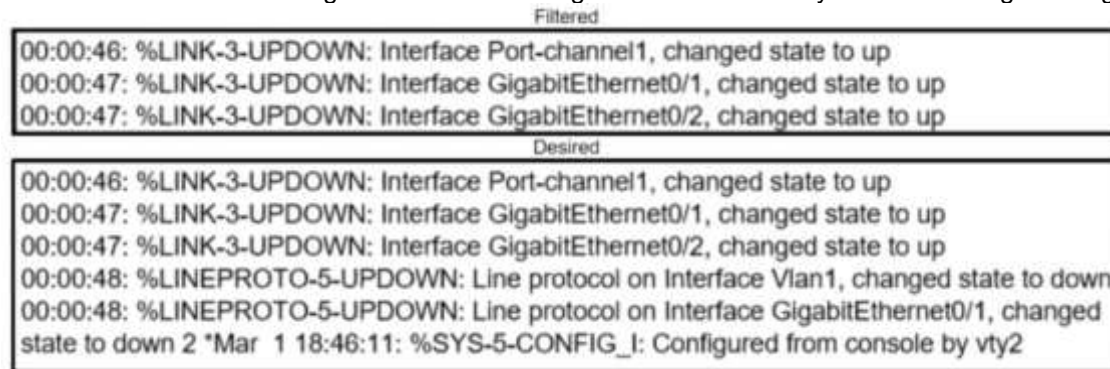 Filtered
00:00:46: %LINK-3-UPDOWN: Interface Port-channel1, changed state to up
00:00:47: %LINK-3-UPDOWN: Interface GigabitEthernet0/1, changed state to up
00:00:47: %LINK-3-UPDOWN: Interface GigabitEthernet0/2, changed state to up
Desired
00:00:46: %LINK-3-UPDOWN: Interface Port-channel1, changed state to up
00:00:47: %LINK-3-UPDOWN: Interface GigabitEthernet0/1, changed state to up
00:00:47: %LINK-3-UPDOWN: Interface GigabitEthernet0/2, changed state to up
00:00:48: %LINEPROTO-5-UPDOWN: Line protocol on Interface Vlan1, changed state to down
00:00:48: %LINEPROTO-5-UPDOWN: Line protocol on Interface GigabitEthernet0/1, changed
state to down 2 *Mar 1 18:46:11: %SYS-5-CONFIG_I: Configured from console by vty2